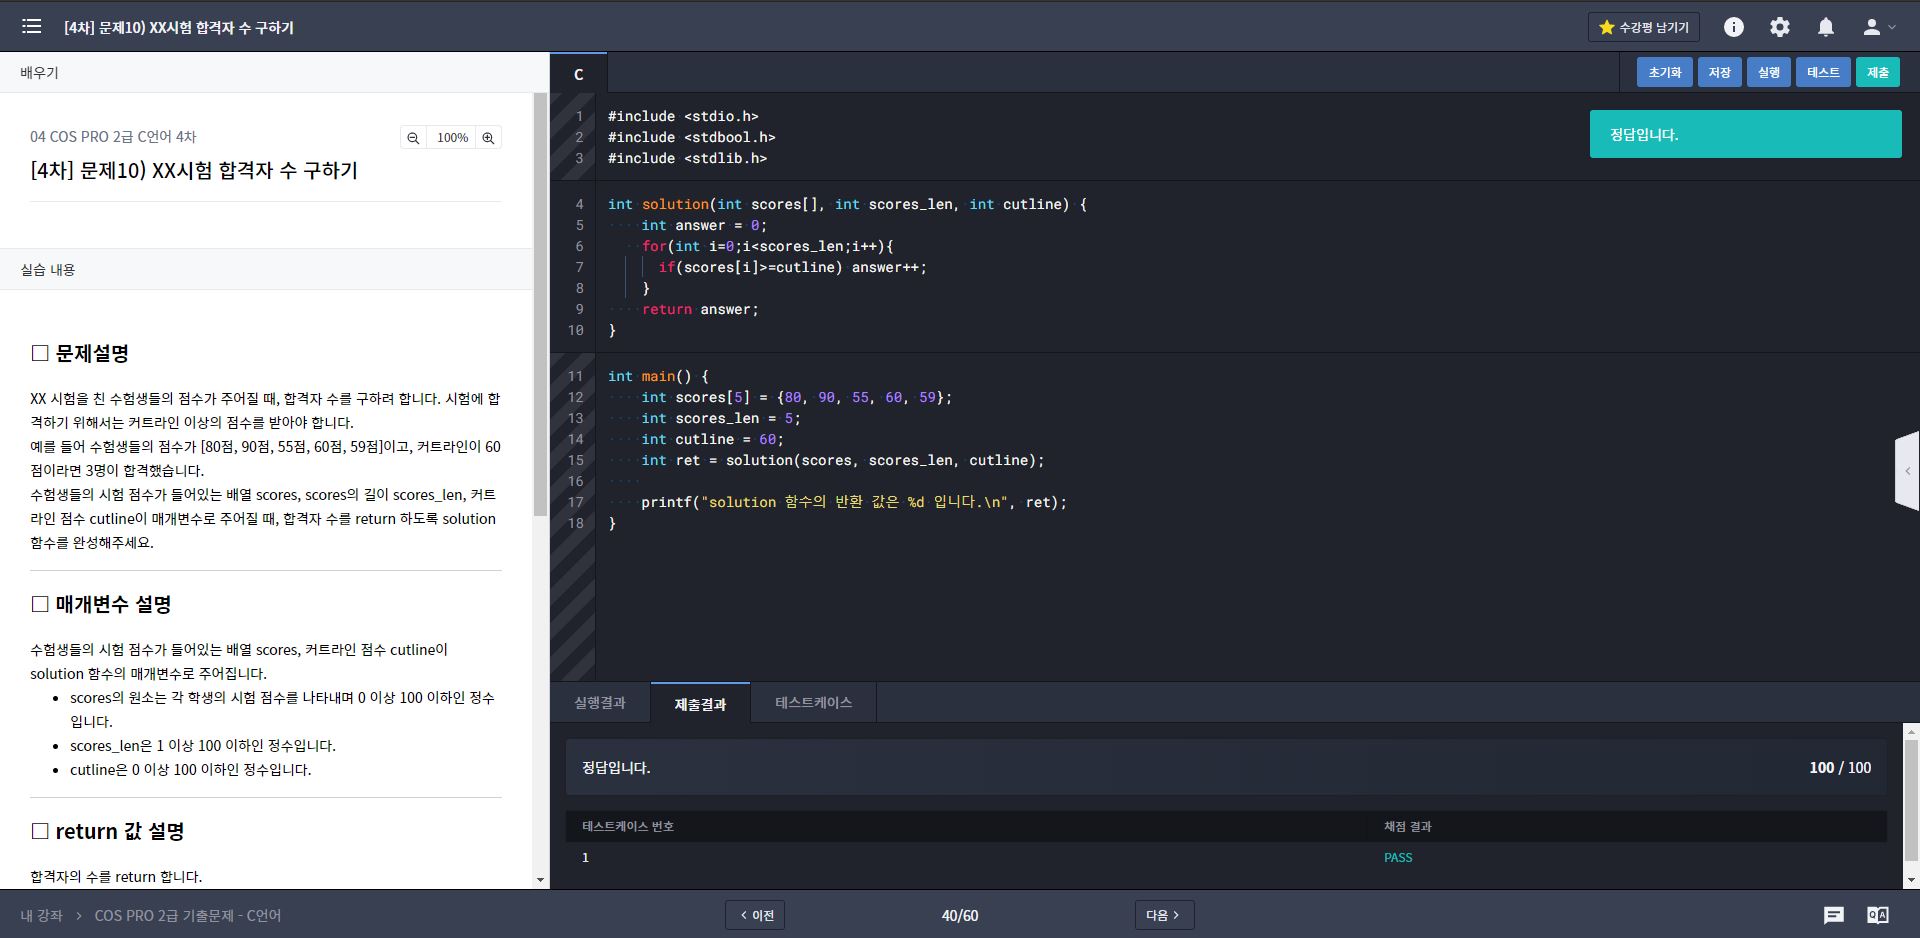 [4차] 문제10) XX시험 합격자 수 구하기
수강평 남기기
배우기
04 COS PRO 2급 C언어 4차
100%
[4차] 문제10) XX시험 합격자 수 구하기
실습 내용
문제설명
XX 시험을 친 수험생들의 점수가 주어질 때, 합격자 수를 구하려 합니다. 시험에 합
격하기 위해서는 커트라인 이상의 점수를 받아야 합니다.
예를 들어 수험생들의 점수가 [80점, 90점, 55점, 60점, 59점]이고, 커트라인이 60
점이라면 3명이 합격했습니다.
수험생들의 시험 점수가 들어있는 배열 scores, scores의 길이 scores_len, 커트
라인 점수 cutline이 매개변수로 주어질 때, 합격자 수를 return 하도록 solution
함수를 완성해주세요.
매개변수 설명
수험생들의 시험 점수가 들어있는 배열 scores, 커트라인 점수 cutline이
solution 함수의 매개변수로 주어집니다.
• scores의 원소는 각 학생의 시험 점수를 나타내며 0 이상 100 이하인 정수
입니다.
• scores_len은 1 이상 100 이하인 정수입니다.
• cutline은 0 이상 100 이하인 정수입니다.
return 값 설명
합격자의 수를 return 합니다.
C
초기화 저장 실행 테스트 제출
정답입니다.
1 #include <stdio.h>
2 #include <stdbool.h>
3 #include <stdlib.h>
4 int solution(int scores[], int scores_len, int cutline) {
5     int answer = 0;
6     for(int i=0;i<scores_len;i++){
7       if(scores[i]>=cutline) answer++;
8     }
9     return answer;
10 }
11 int main() {
12     int scores[5] = {80, 90, 55, 60, 59};
13     int scores_len = 5;
14     int cutline = 60;
15     int ret = solution(scores, scores_len, cutline);
16
17     printf("solution 함수의 반환 값은 %d 입니다.\n", ret);
18 }
실행결과 제출결과 테스트케이스
정답입니다. 100 / 100
테스트케이스 번호 채점 결과
1 PASS
내 강좌 > COS PRO 2급 기출문제 - C언어
< 이전 40/60 다음 >
Q A